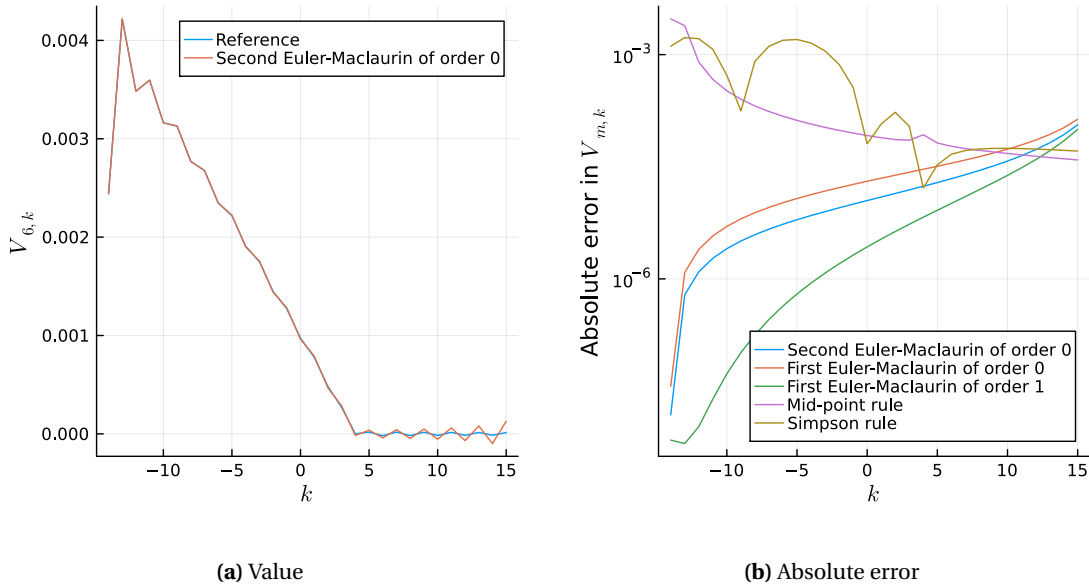 0.004
0.003
0.002
0.001
0.000
V_{6,k}
−10 −5 0 5 10 15
k
Reference
Second Euler-Maclaurin of order 0
(a) Value
10^{−3}
10^{−6}
Absolute error in V_{m,k}
−10 −5 0 5 10 15
k
Second Euler-Maclaurin of order 0
First Euler-Maclaurin of order 0
First Euler-Maclaurin of order 1
Mid-point rule
Simpson rule
(b) Absolute error